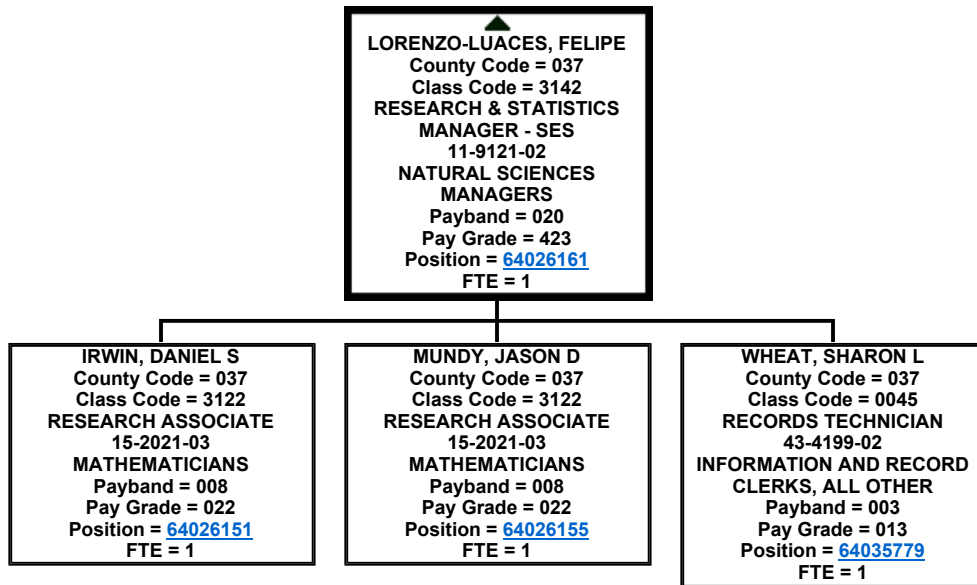 LORENZO-LUACES, FELIPE
County Code = 037
Class Code = 3142
RESEARCH & STATISTICS
MANAGER - SES
11-9121-02
NATURAL SCIENCES
MANAGERS
Payband = 020
Pay Grade = 423
Position = 64026161
FTE = 1
IRWIN, DANIEL S
County Code = 037
Class Code = 3122
RESEARCH ASSOCIATE
15-2021-03
MATHEMATICIANS
Payband = 008
Pay Grade = 022
Position = 64026151
FTE = 1
MUNDY, JASON D
County Code = 037
Class Code = 3122
RESEARCH ASSOCIATE
15-2021-03
MATHEMATICIANS
Payband = 008
Pay Grade = 022
Position = 64026155
FTE = 1
WHEAT, SHARON L
County Code = 037
Class Code = 0045
RECORDS TECHNICIAN
43-4199-02
INFORMATION AND RECORD
CLERKS, ALL OTHER
Payband = 003
Pay Grade = 013
Position = 64035779
FTE = 1